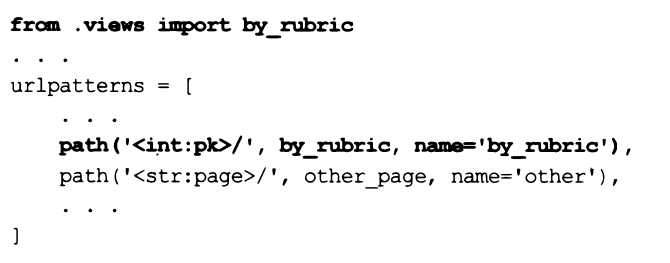 from .views import by_rubric
. . .
urlpatterns = [
    . . .
    path('<int:pk>/', by_rubric, name='by_rubric'),
    path('<str:page>/', other_page, name='other'),
    . . .
]